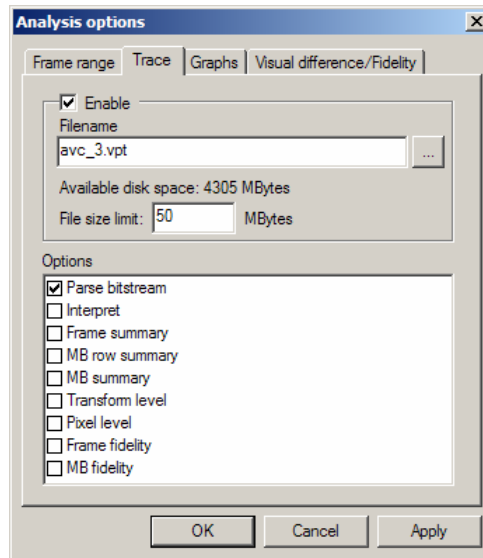 Analysis options
Frame range Trace Graphs Visual difference/Fidelity
Enable
Filename
avc_3.vpt ...
Available disk space: 4305 MBytes
File size limit: 50 MBytes
Options
Parse bitstream
Interpret
Frame summary
MB row summary
MB summary
Transform level
Pixel level
Frame fidelity
MB fidelity
OK Cancel Apply